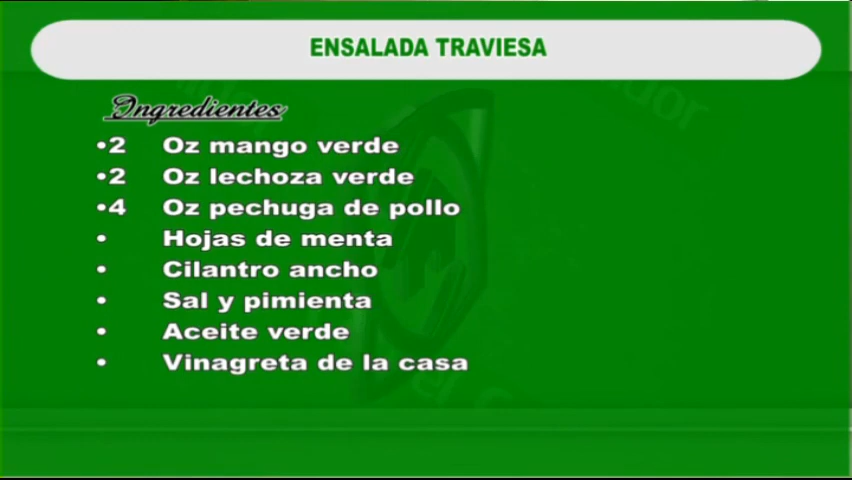 ENSALADA TRAVIESA
Ingredientes
•2 Oz mango verde
•2 Oz lechoza verde
•4 Oz pechuga de pollo
• Hojas de menta
• Cilantro ancho
• Sal y pimienta
• Aceite verde
• Vinagreta de la casa